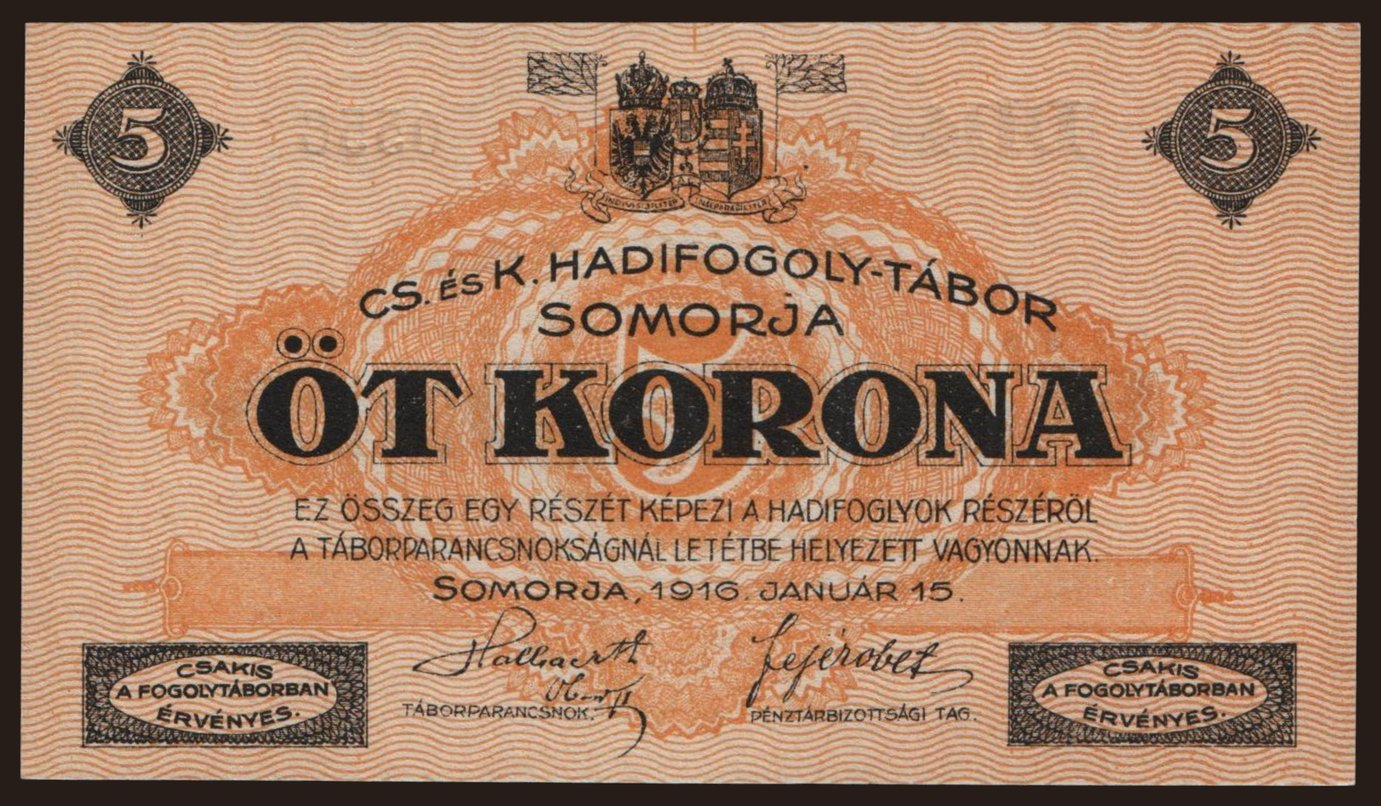 5
5
CS. ÉS K. HADIFOGOLY-TÁBOR
SOMORJA
5
ÖT KORONA
EZ ÖSSZEG EGY RÉSZÉT KÉPEZI A HADIFOGLYOK RÉSZÉRÖL
A TÁBORPARANCSNOKSÁGNÁL LETÉTBE HELYEZETT VAGYONNAK.
SOMORJA, 1916. JANUÁR 15.
TÁBORPARANCSNOK.
PÉNZTÁRBIZOTTSÁGI TAG.
CSAKIS
A FOGOLYTÁBORBAN
ÉRVÉNYES.
CSAKIS
A FOGOLYTÁBORBAN
ÉRVÉNYES.